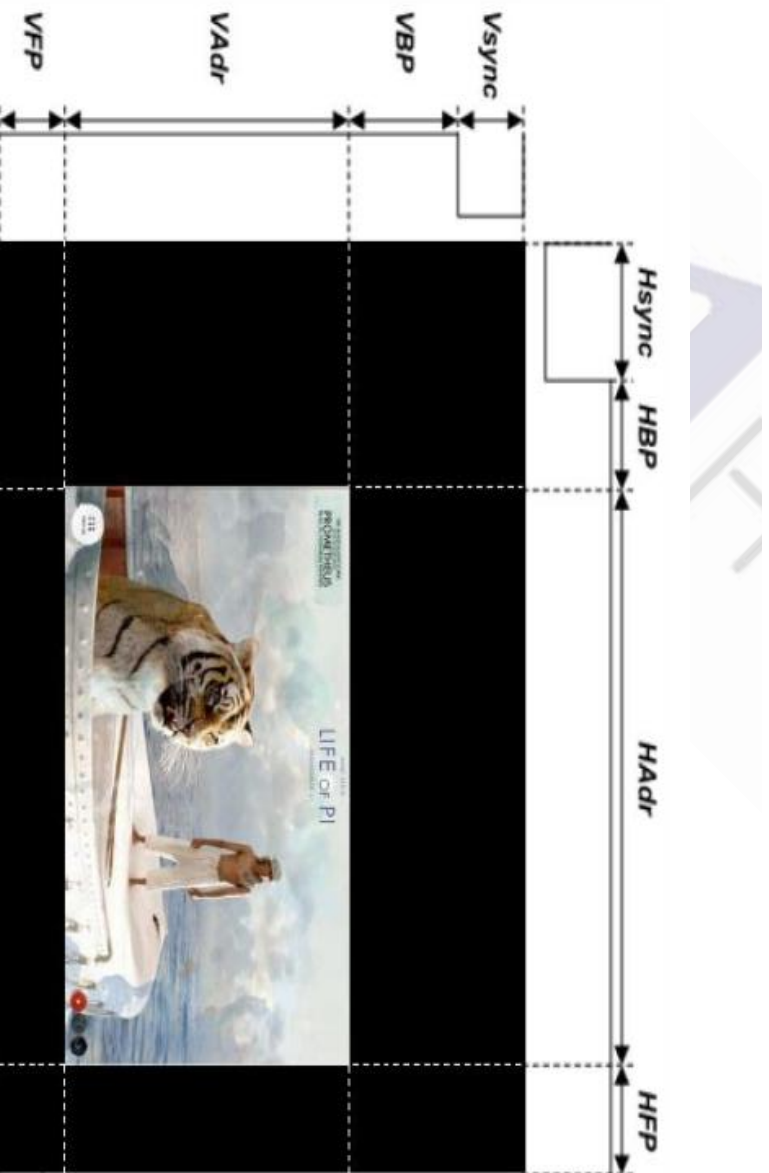 Hsync
HBP
HAdr
HFP
Vsync
VBP
VAdr
VFP
PROMETHEUS
LIFE OF PI